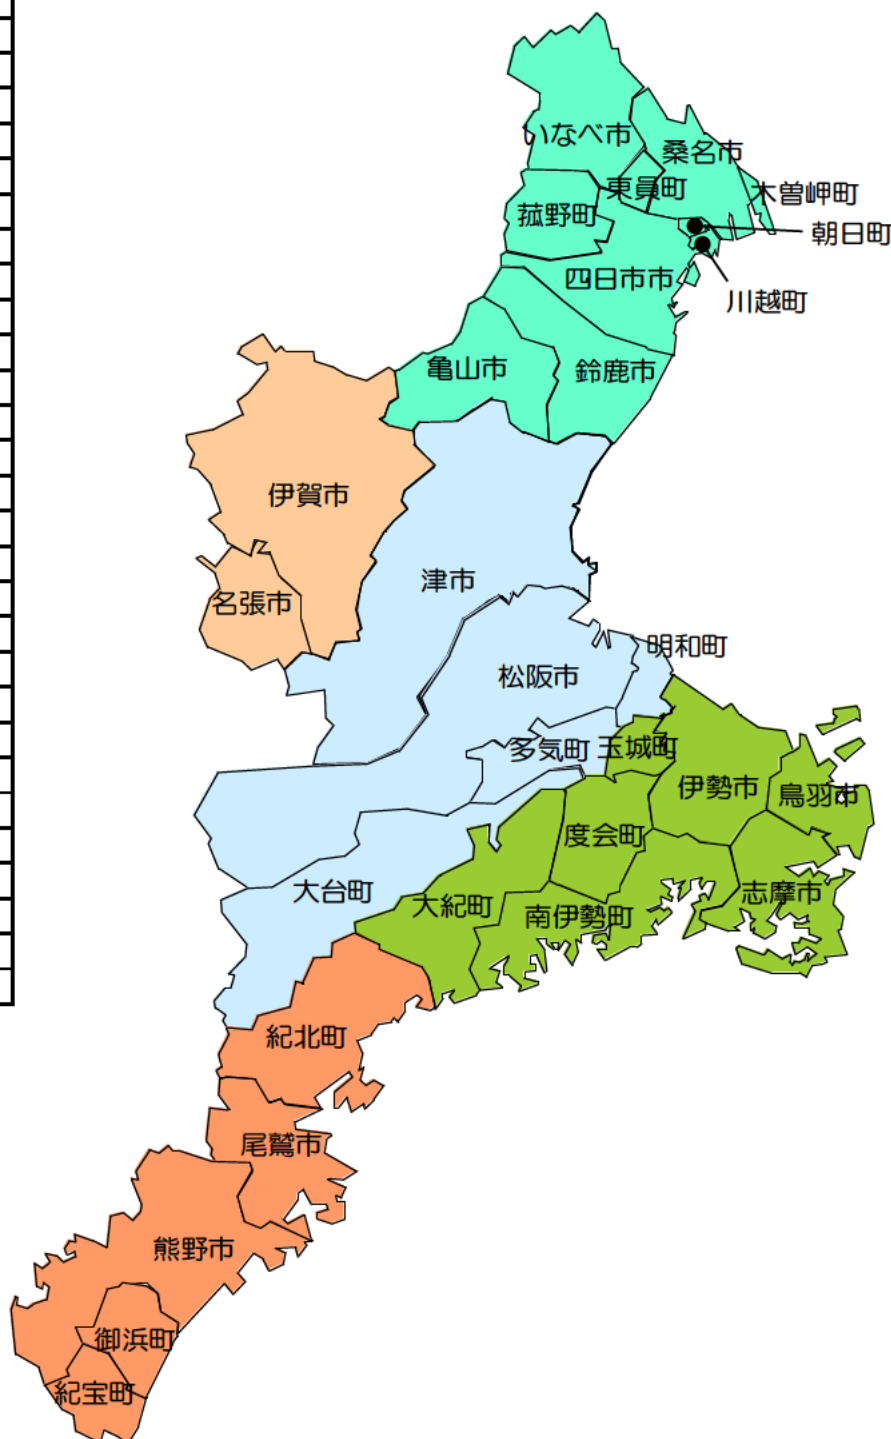 いなべ市
桑名市
東員町
木曽岬町
菰野町
朝日町
四日市市
川越町
亀山市
鈴鹿市
伊賀市
津市
名張市
明和町
松阪市
多気町
玉城町
伊勢市
鳥羽市
度会町
大台町
志摩市
大紀町
南伊勢町
紀北町
尾鷲市
熊野市
御浜町
紀宝町